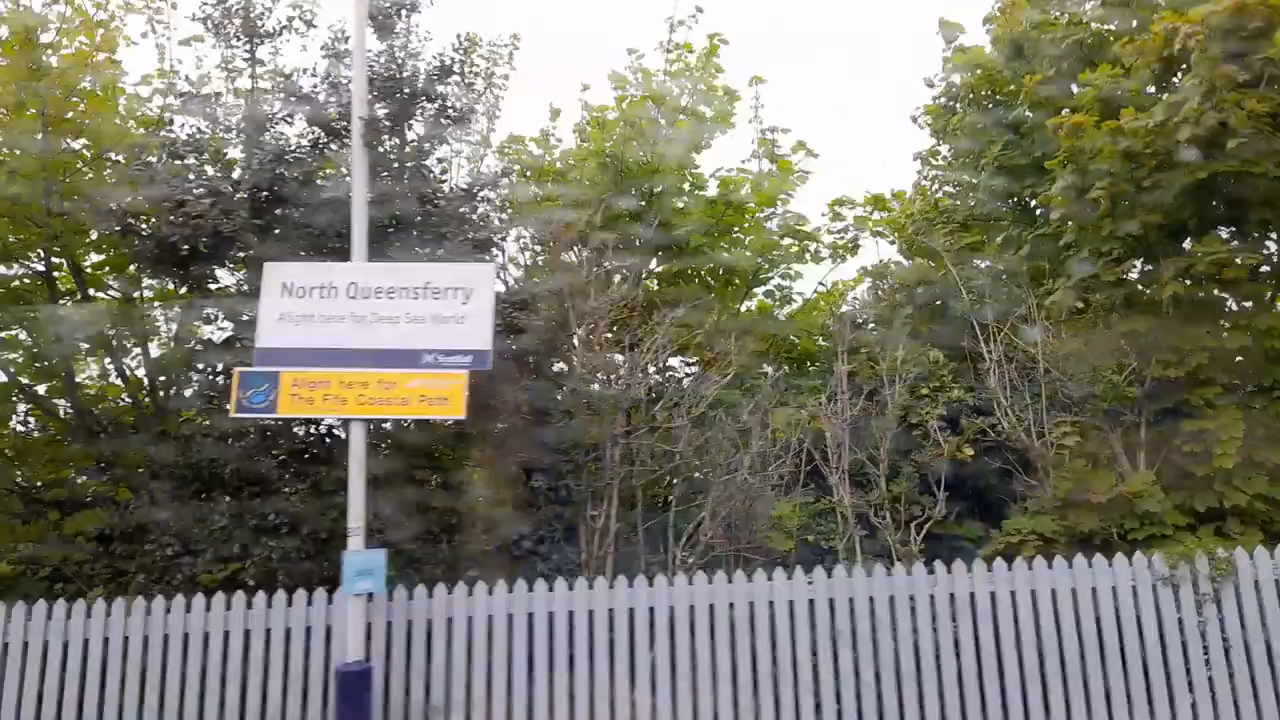 North Queensferry
Alight here for Deep Sea World
ScotRail
Alight here for
The Fife Coastal Path